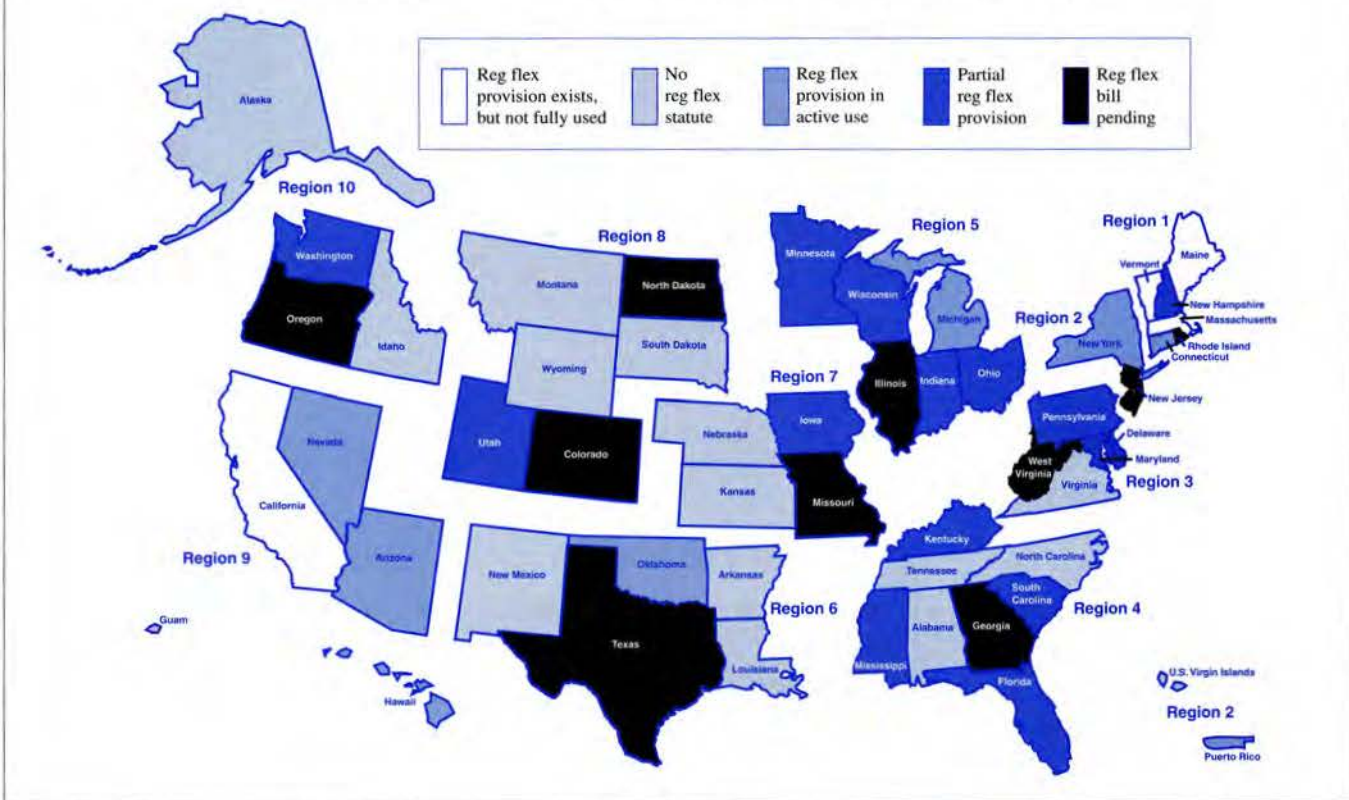 Reg flex
provision exists,
but not fully used
No
reg flex
statute
Reg flex
provision in
active use
Partial
reg flex
provision
Reg flex
bill
pending
Alaska
Region 10
Washington
Oregon
Idaho
Region 8
Montana
North Dakota
South Dakota
Wyoming
Utah
Colorado
Region 5
Minnesota
Wisconsin
Michigan
Illinois
Indiana
Ohio
Region 1
Maine
Vermont
New Hampshire
Massachusetts
Rhode Island
Connecticut
Region 2
New York
New Jersey
Region 7
Iowa
Nebraska
Kansas
Missouri
Pennsylvania
Delaware
Maryland
West
Virginia
Virginia
Region 3
Nevada
California
Arizona
Region 9
Guam
Hawaii
New Mexico
Oklahoma
Arkansas
Texas
Louisiana
Region 6
Kentucky
Tennessee
North Carolina
South
Carolina
Region 4
Mississippi
Alabama
Georgia
Florida
U.S. Virgin Islands
Region 2
Puerto Rico